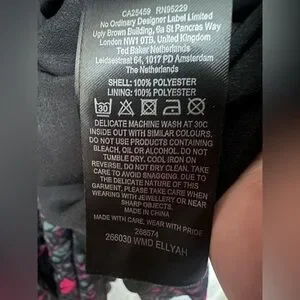 CA25459 RN95229
No Ordinary Designer Label Limited
Ugly Brown Building, 6a St Pancras Way
London NW1 0TB, United Kingdom
Ted Baker Netherlands
Leidsestraat 64, 1017 PD Amsterdam
The Netherlands
SHELL: 100% POLYESTER
LINING: 100% POLYESTER
30
DELICATE MACHINE WASH AT 30C
INSIDE OUT WITH SIMILAR COLOURS.
DO NOT USE PRODUCTS CONTAINING
BLEACH, OIL OR ALCOHOL. DO NOT
TUMBLE DRY. COOL IRON ON
REVERSE. DO NOT DRY CLEAN. TAKE
CARE TO AVOID SNAGGING. DUE TO
THE DELICATE NATURE OF THIS
GARMENT, PLEASE TAKE CARE WHEN
WEARING WITH JEWELLERY OR NEAR
SHARP OBJECTS.
MADE IN CHINA
MADE WITH CARE, WEAR WITH PRIDE
266574
266030 WMD ELLYAH